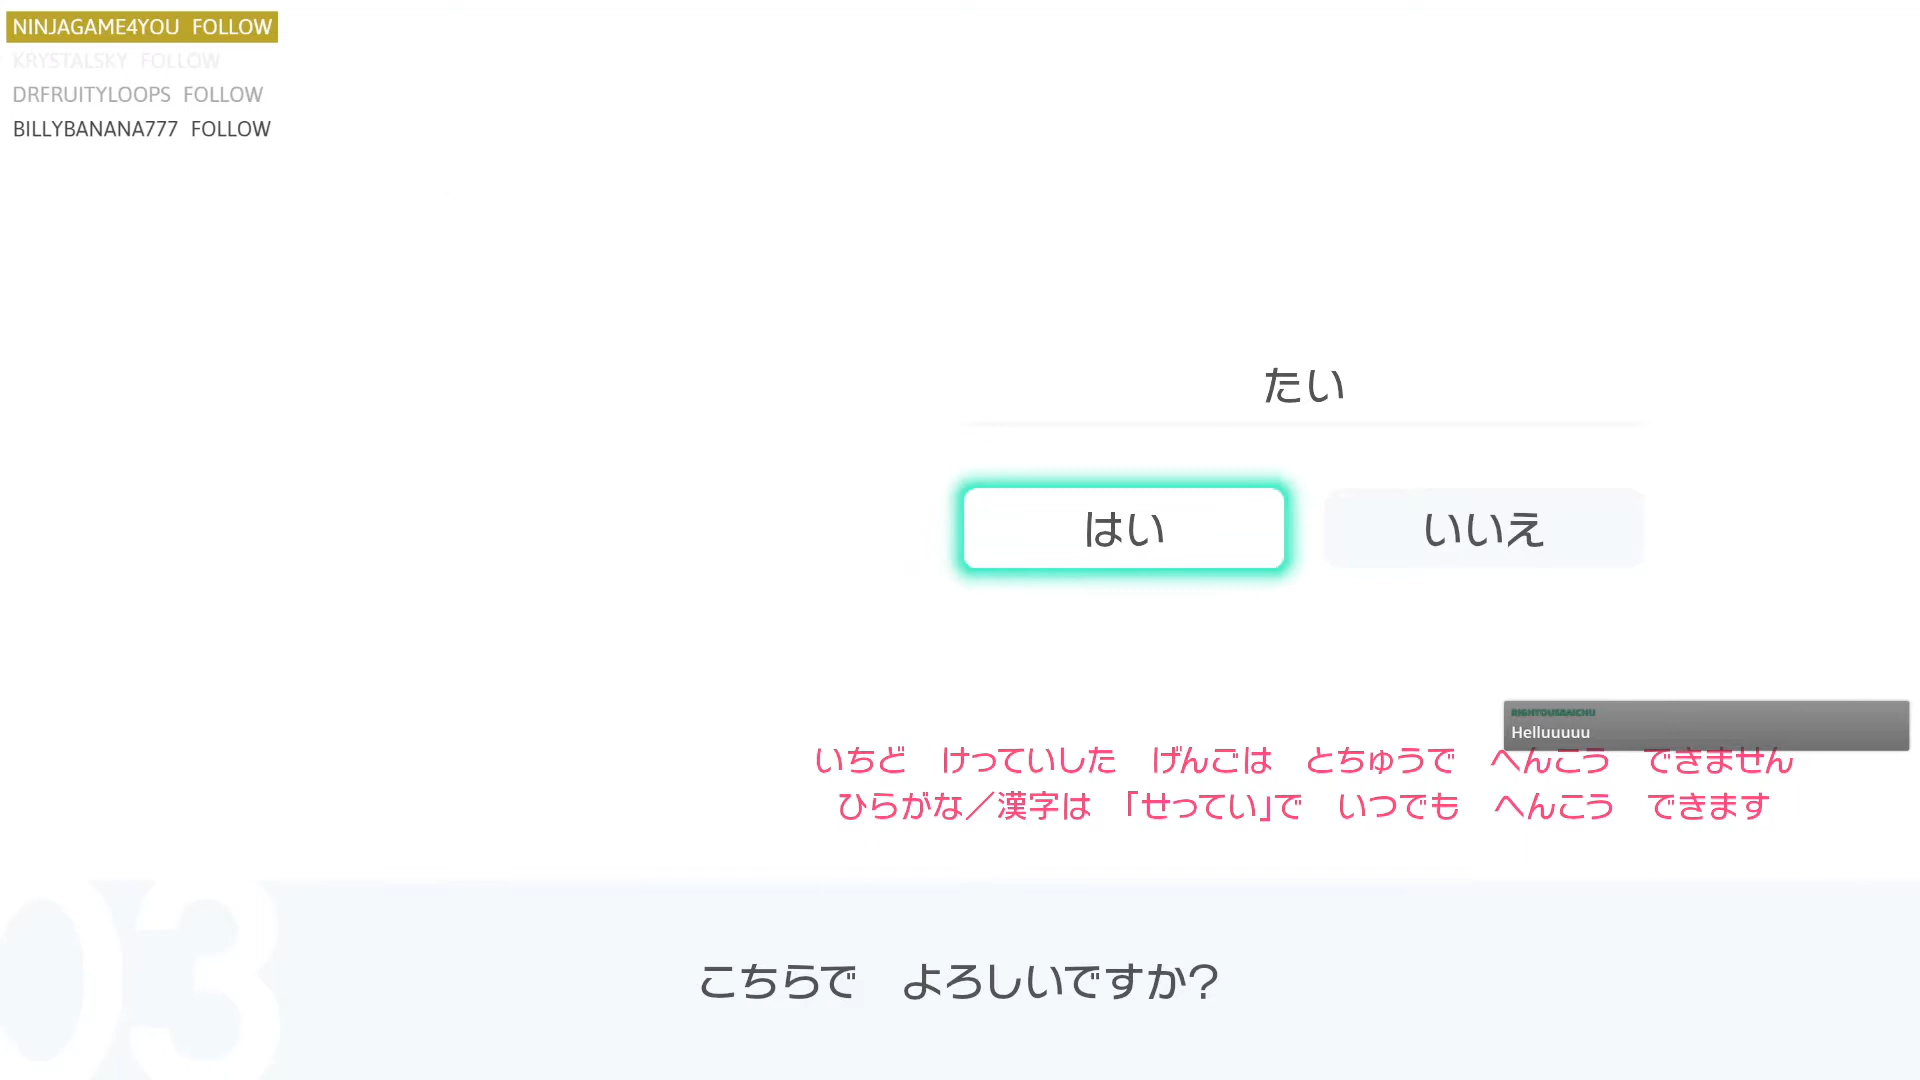 NINJAGAME4YOU FOLLOW
KRYSTALSKY FOLLOW
DRFRUITYLOOPS FOLLOW
BILLYBANANA777 FOLLOW
たい
はい
いいえ
RIGHTOUSRAICHU
Helluuuuu
いちど　けっていした　げんごは　とちゅうで　へんこう　できません
ひらがな／漢字は　「せってい」で　いつでも　へんこう　できます
03
こちらで　よろしいですか?